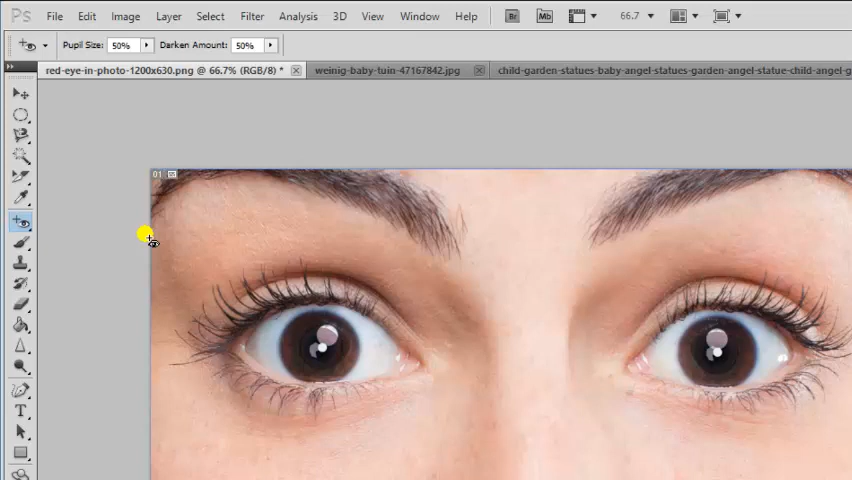 Ps File Edit Image Layer Select Filter Analysis 3D View Window Help Br Mb 66.7
Pupil Size: 50% Darken Amount: 50%
red-eye-in-photo-1200x630.png @ 66.7% (RGB/8) * weinig-baby-tuin-47167842.jpg child-garden-statues-baby-angel-statues-garden-angel-statue-child-angel-g
01
T